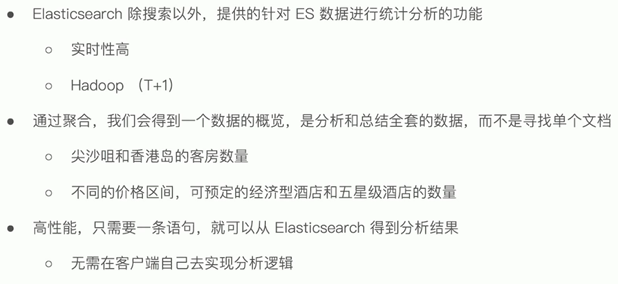 ● Elasticsearch 除搜索以外，提供的针对 ES 数据进行统计分析的功能
○ 实时性高
○ Hadoop （T+1）
● 通过聚合，我们会得到一个数据的概览，是分析和总结全套的数据，而不是寻找单个文档
○ 尖沙咀和香港岛的客房数量
○ 不同的价格区间，可预定的经济型酒店和五星级酒店的数量
● 高性能，只需要一条语句，就可以从 Elasticsearch 得到分析结果
○ 无需在客户端自己去实现分析逻辑